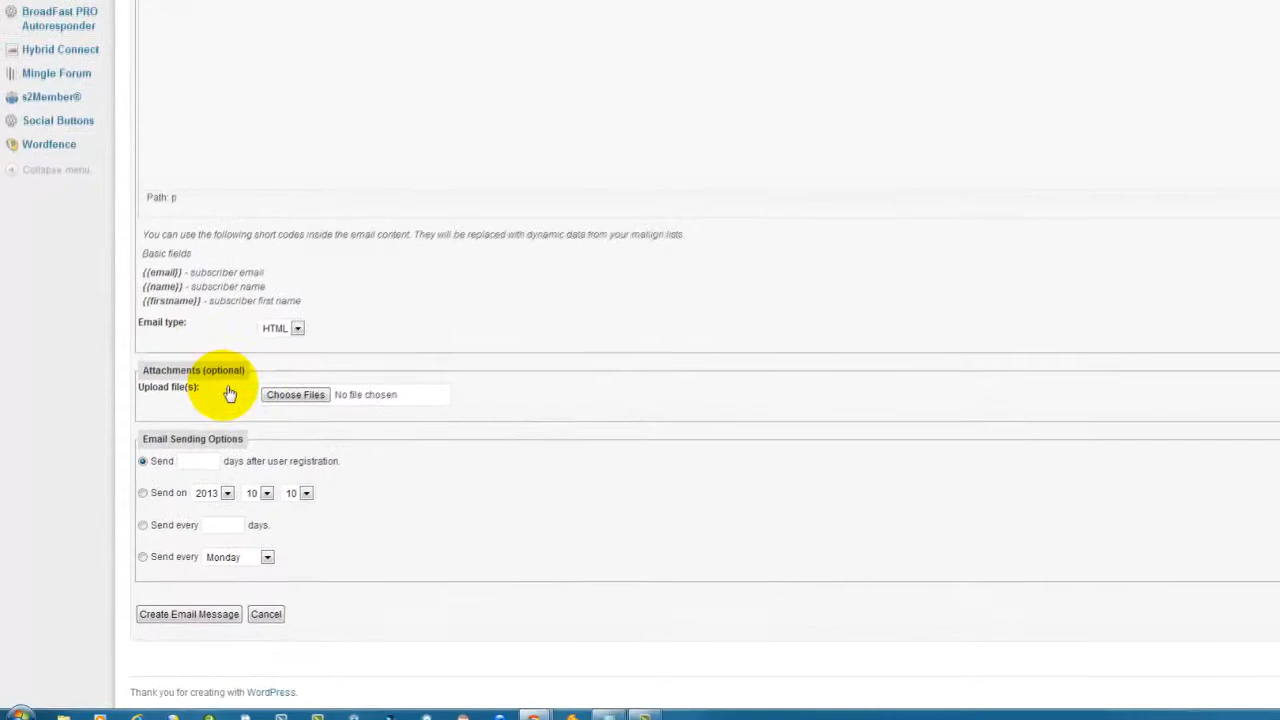 BroadFast PRO
Autoresponder
Hybrid Connect
Mingle Forum
s2Member®
Social Buttons
Wordfence
Collapse menu
Path: p
You can use the following short codes inside the email content. They will be replaced with dynamic data from your mailign lists.
Basic fields
{{email}} - subscriber email
{{name}} - subscriber name
{{firstname}} - subscriber first name
Email type: HTML
Attachments (optional)
Upload file(s): Choose Files No file chosen
Email Sending Options
Send days after user registration.
Send on 2013 10 10
Send every days.
Send every Monday
Create Email Message Cancel
Thank you for creating with WordPress.